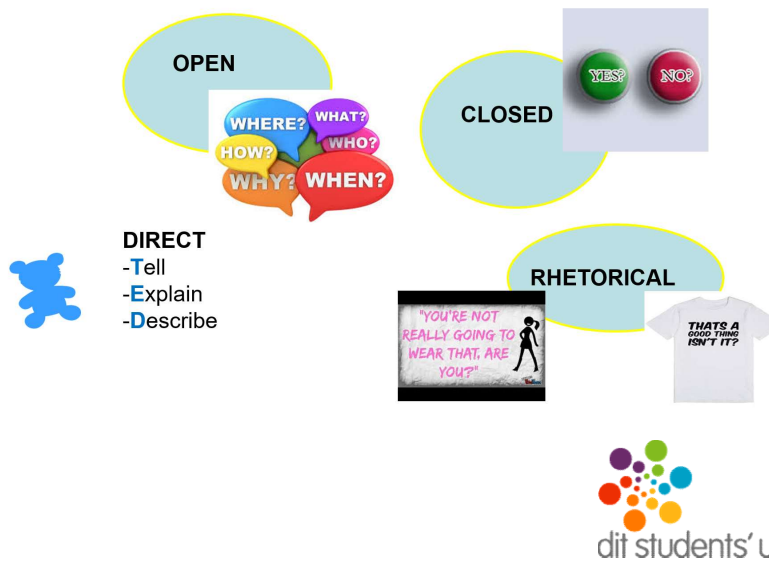 OPEN
WHERE?
WHAT?
HOW?
WHO?
WHY?
WHEN?
CLOSED
YES?
NO?
DIRECT
-Tell
-Explain
-Describe
RHETORICAL
"YOU'RE NOT
REALLY GOING TO
WEAR THAT, ARE
YOU?"
THATS A
GOOD THING
ISN'T IT?
dit students' u